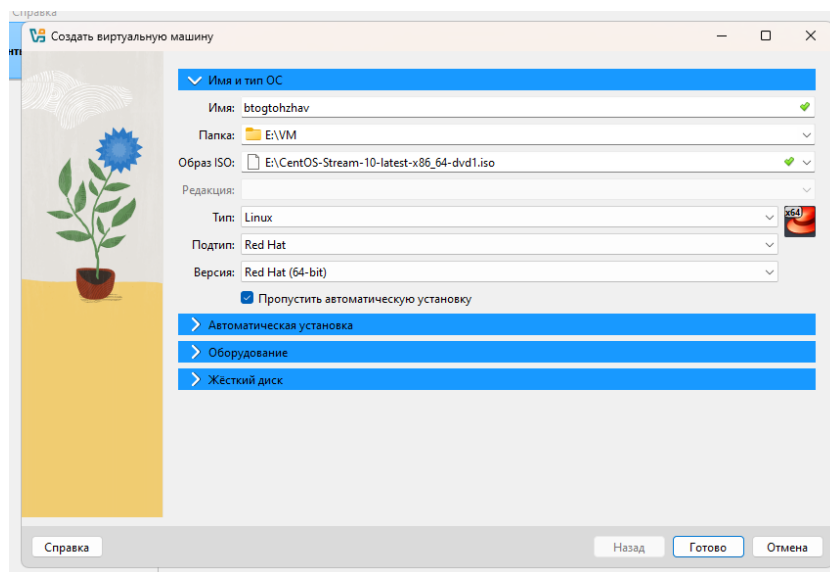 Справка
Создать виртуальную машину
Имя и тип ОС
Имя: btogtohzhav
Папка: E:\VM
Образ ISO: E:\CentOS-Stream-10-latest-x86_64-dvd1.iso
Редакция:
Тип: Linux
x64
Подтип: Red Hat
Версия: Red Hat (64-bit)
Пропустить автоматическую установку
Автоматическая установка
Оборудование
Жёсткий диск
Справка Назад Готово Отмена